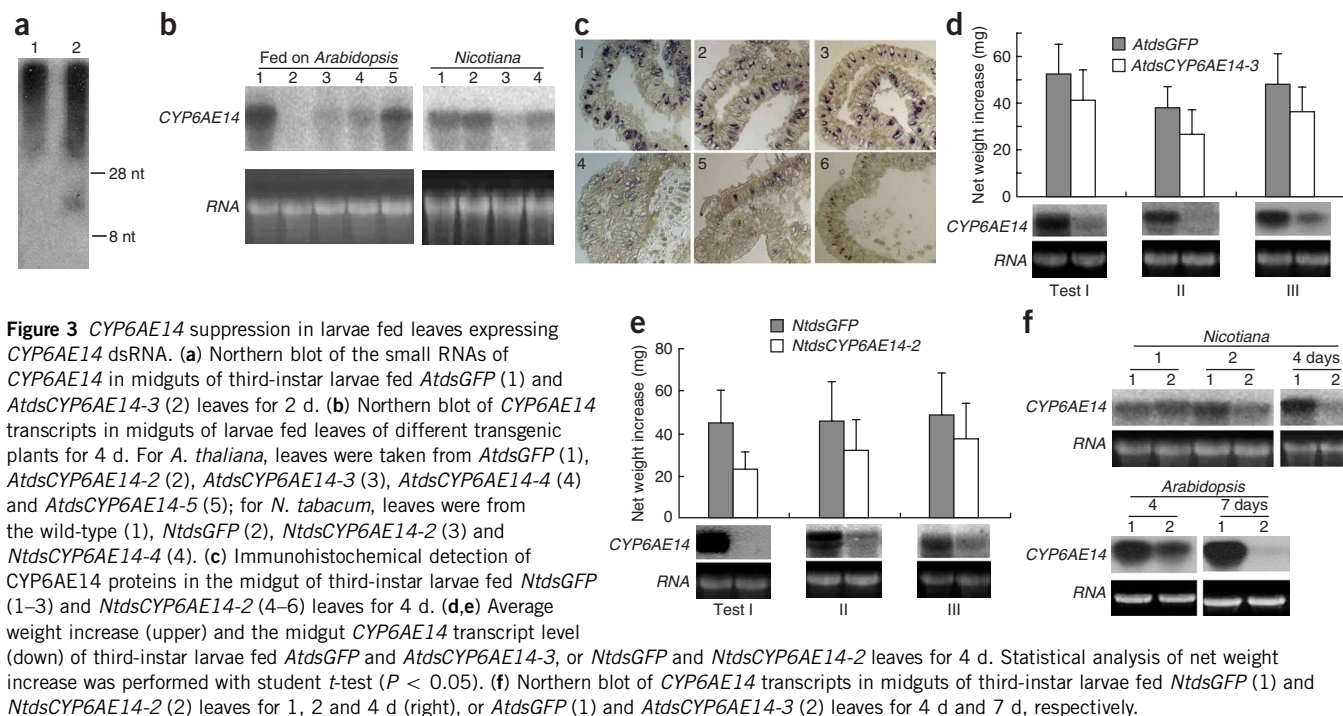 a
1 2
28 nt
8 nt
b
Fed on Arabidopsis
Nicotiana
1 2 3 4 5
1 2 3 4
CYP6AE14
RNA
c
1 2 3
4 5 6
d
AtdsGFP
AtdsCYP6AE14-3
Net weight increase (mg)
60
40
20
0
CYP6AE14
RNA
Test I II III
Figure 3 CYP6AE14 suppression in larvae fed leaves expressing
CYP6AE14 dsRNA. (a) Northern blot of the small RNAs of
CYP6AE14 in midguts of third-instar larvae fed AtdsGFP (1) and
AtdsCYP6AE14-3 (2) leaves for 2 d. (b) Northern blot of CYP6AE14
transcripts in midguts of larvae fed leaves of different transgenic
plants for 4 d. For A. thaliana, leaves were taken from AtdsGFP (1),
AtdsCYP6AE14-2 (2), AtdsCYP6AE14-3 (3), AtdsCYP6AE14-4 (4)
and AtdsCYP6AE14-5 (5); for N. tabacum, leaves were from
the wild-type (1), NtdsGFP (2), NtdsCYP6AE14-2 (3) and
NtdsCYP6AE14-4 (4). (c) Immunohistochemical detection of
CYP6AE14 proteins in the midgut of third-instar larvae fed NtdsGFP
(1–3) and NtdsCYP6AE14-2 (4–6) leaves for 4 d. (d,e) Average
weight increase (upper) and the midgut CYP6AE14 transcript level
(down) of third-instar larvae fed AtdsGFP and AtdsCYP6AE14-3, or NtdsGFP and NtdsCYP6AE14-2 leaves for 4 d. Statistical analysis of net weight
increase was performed with student t-test (P < 0.05). (f) Northern blot of CYP6AE14 transcripts in midguts of third-instar larvae fed NtdsGFP (1) and
NtdsCYP6AE14-2 (2) leaves for 1, 2 and 4 d (right), or AtdsGFP (1) and AtdsCYP6AE14-3 (2) leaves for 4 d and 7 d, respectively.
e
NtdsGFP
NtdsCYP6AE14-2
Net weight increase (mg)
80
60
40
20
0
CYP6AE14
RNA
Test I II III
f
Nicotiana
1 2 4 days
1 2 1 2 1 2
CYP6AE14
RNA
Arabidopsis
4 7 days
1 2 1 2
CYP6AE14
RNA